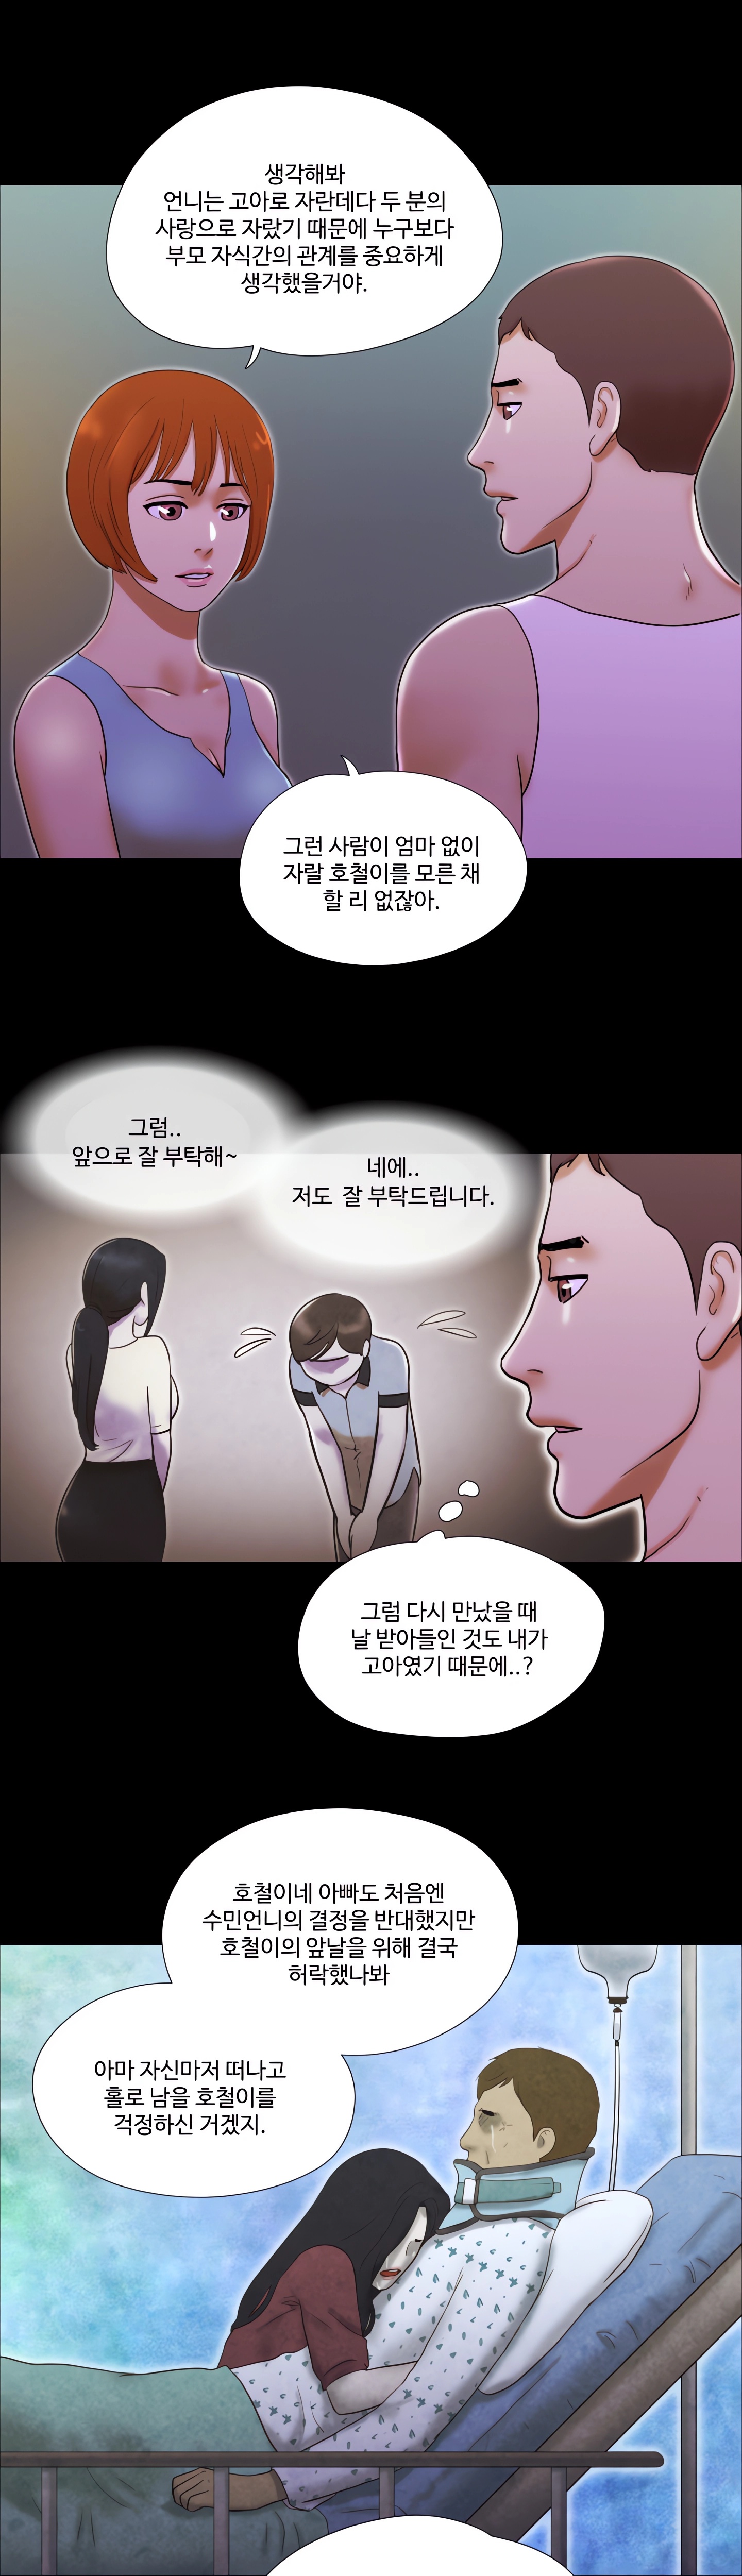 생각해봐
언니는 고아로 자란데다 두 분의
사랑으로 자랐기 때문에 누구보다
부모 자식간의 관계를 중요하게
생각했을거야.
그런 사람이 엄마 없이
자랄 호철이를 모른 채
할 리 없잖아.
그럼..
앞으로 잘 부탁해~
네에..
저도 잘 부탁드립니다.
그럼 다시 만났을 때
날 받아들인 것도 내가
고아였기 때문에..?
호철이네 아빠도 처음엔
수민언니의 결정을 반대했지만
호철이의 앞날을 위해 결국
허락했나봐
아마 자신마저 떠나고
홀로 남을 호철이를
걱정하신 거겠지.